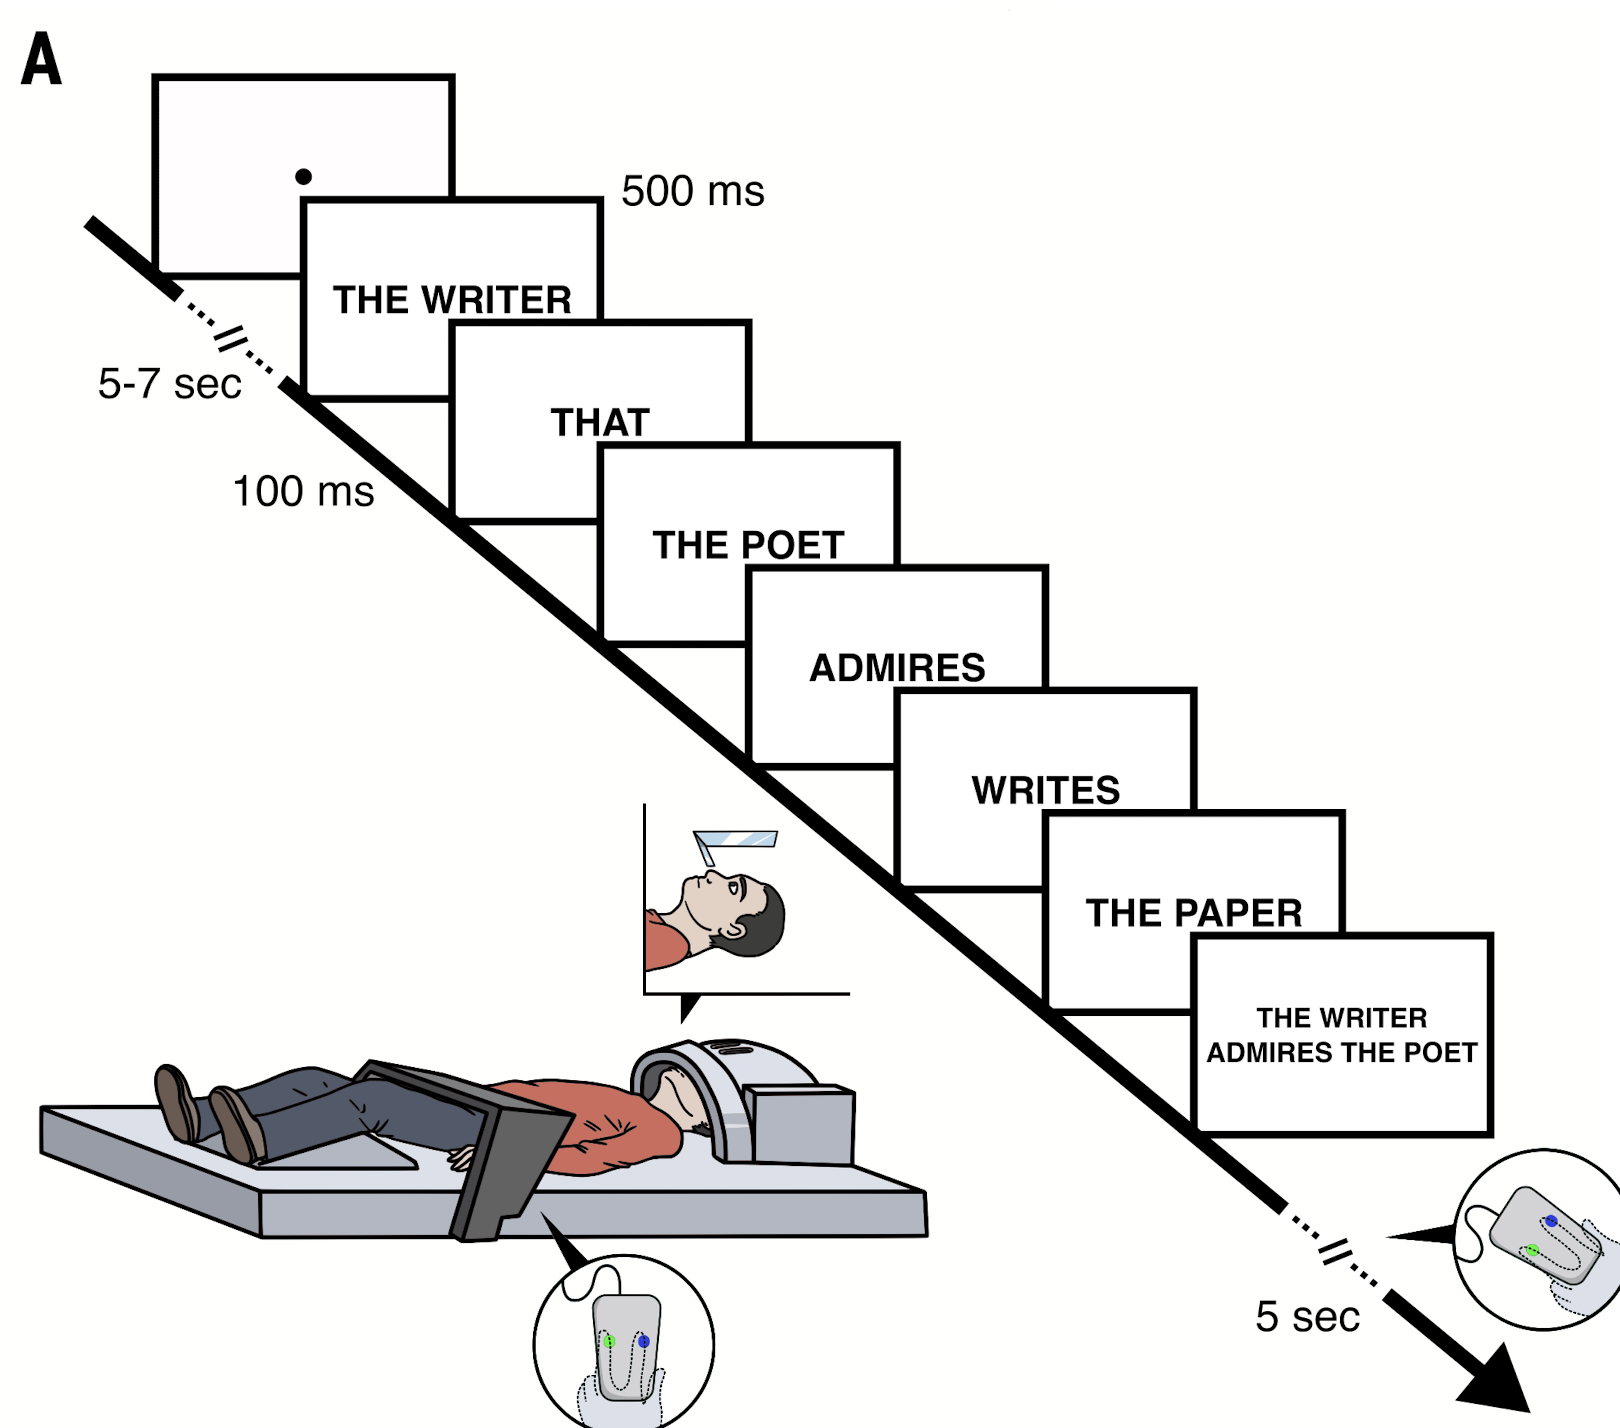 A
500 ms
THE WRITER
5-7 sec
THAT
100 ms
THE POET
ADMIRES
WRITES
THE PAPER
THE WRITER
ADMIRES THE POET
5 sec